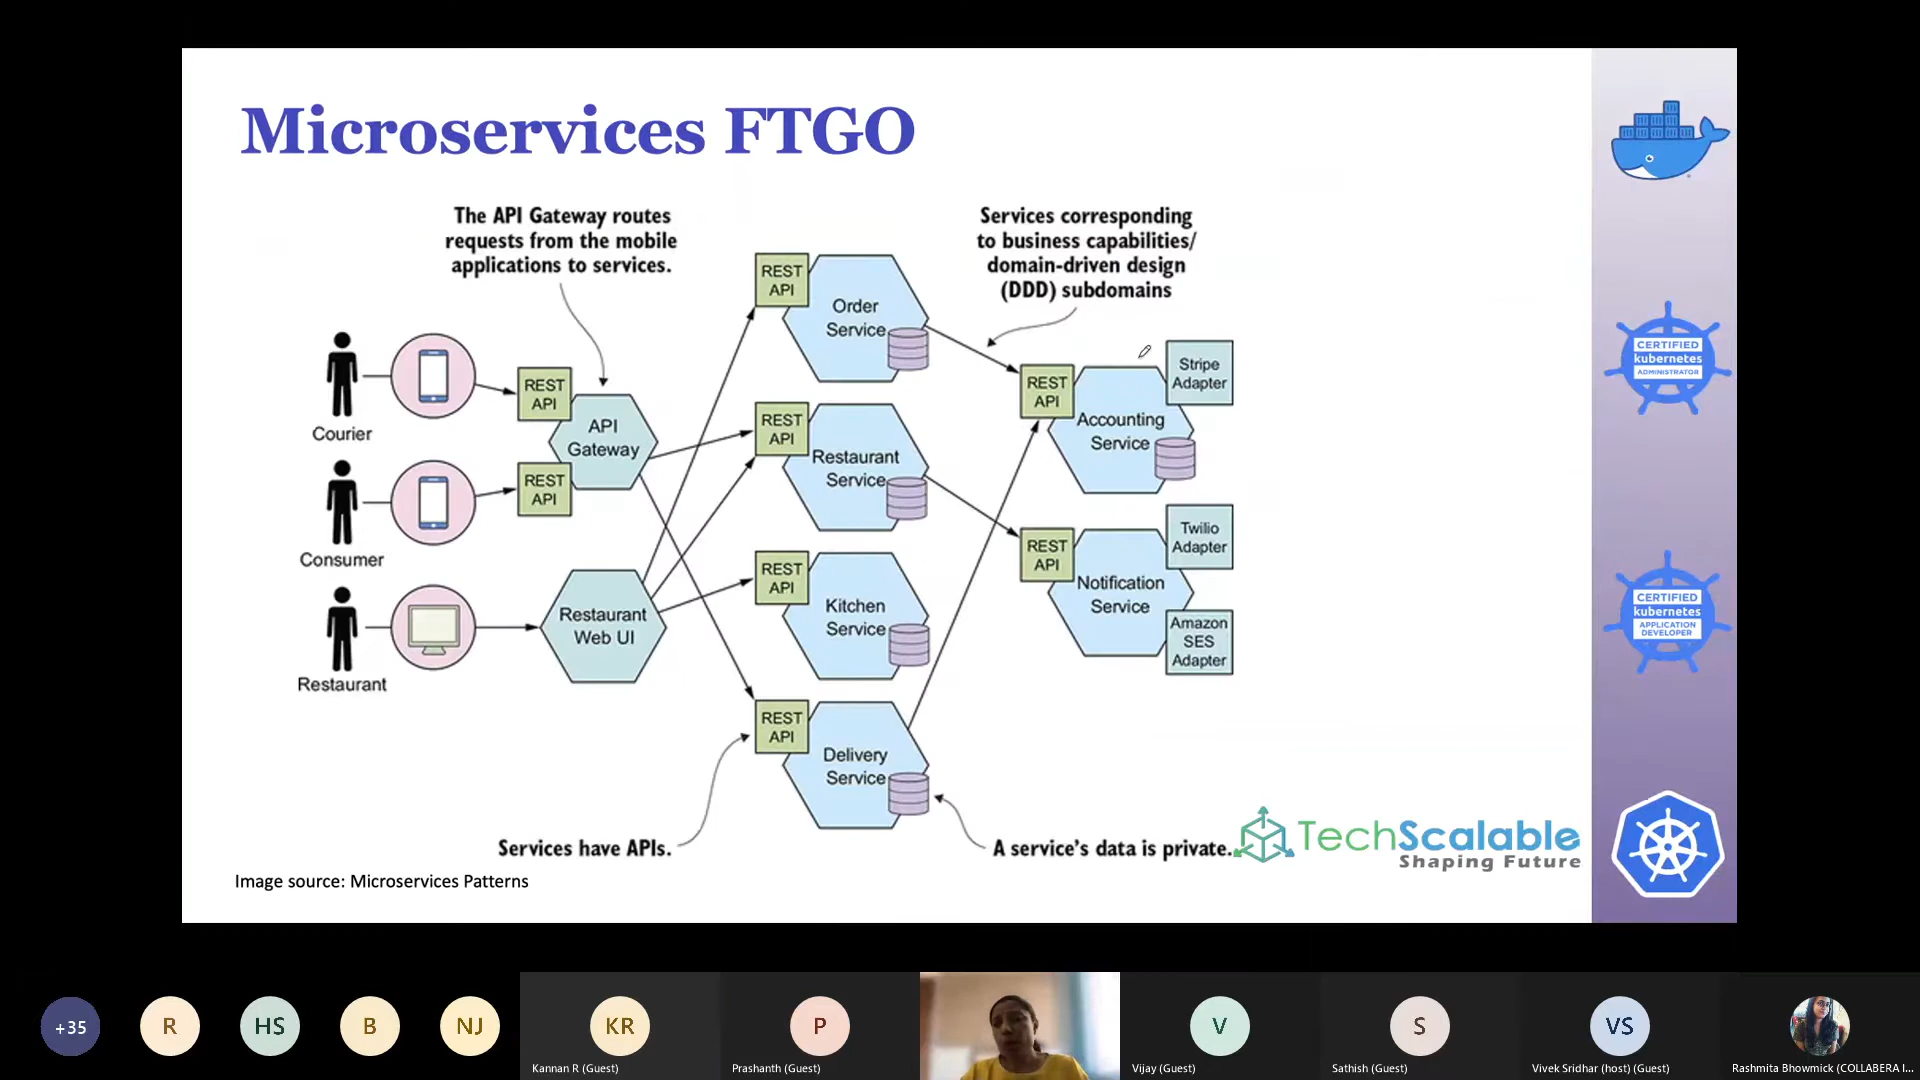 Microservices FTGO
The API Gateway routes
requests from the mobile
applications to services.
Services corresponding
to business capabilities/
domain-driven design
(DDD) subdomains
Courier
Consumer
Restaurant
REST
API
REST
API
API
Gateway
Restaurant
Web UI
REST
API
Order
Service
REST
API
Restaurant
Service
REST
API
Kitchen
Service
REST
API
Delivery
Service
REST
API
Accounting
Service
Stripe
Adapter
REST
API
Notification
Service
Twilio
Adapter
Amazon
SES
Adapter
Services have APIs.
A service's data is private.
Image source: Microservices Patterns
TechScalable
Shaping Future
CERTIFIED
kubernetes
ADMINISTRATOR
CERTIFIED
kubernetes
APPLICATION
DEVELOPER
+35
R
HS
B
NJ
KR
Kannan R (Guest)
P
Prashanth (Guest)
V
Vijay (Guest)
S
Sathish (Guest)
VS
Vivek Sridhar (host) (Guest)
Rashmita Bhowmick (COLLABERA I...